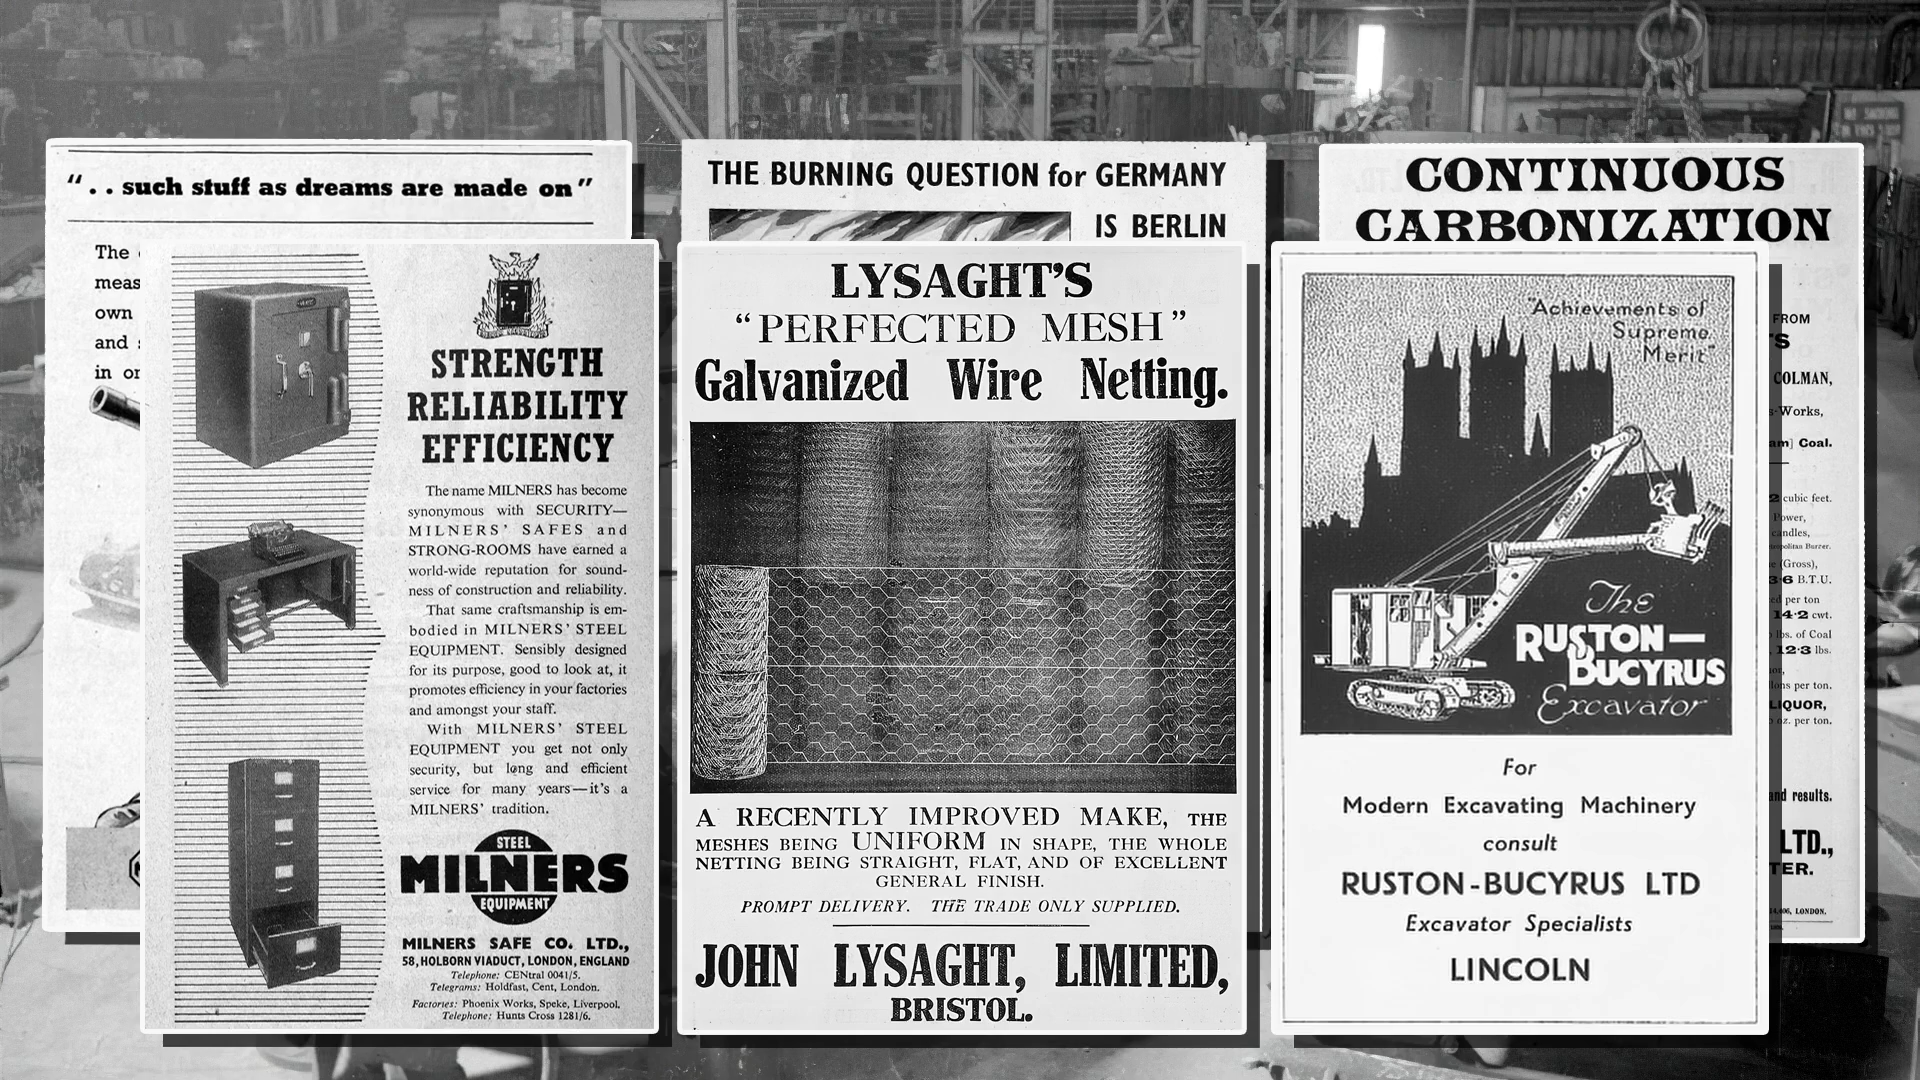 ". . such stuff as dreams are made on"
The
meas
own
and
in or
THE BURNING QUESTION for GERMANY
IS BERLIN
CONTINUOUS
CARBONIZATION
FROM
COLMAN,
Works,
Coal.
cubic feet.
Power,
candles,
(Gross),
B.T.U.
per ton
14·2 cwt.
lbs. of Coal
12·3 lbs.
per ton.
LIQUOR,
oz. per ton.
and results.
LTD.,
LONDON.
STRENGTH
RELIABILITY
EFFICIENCY
The name MILNERS has become
synonymous with SECURITY—
MILNERS' SAFES and
STRONG-ROOMS have earned a
world-wide reputation for sound-
ness of construction and reliability.
That same craftsmanship is em-
bodied in MILNERS' STEEL
EQUIPMENT. Sensibly designed
for its purpose, good to look at, it
promotes efficiency in your factories
and amongst your staff.
With MILNERS' STEEL
EQUIPMENT you get not only
security, but long and efficient
service for many years—it's a
MILNERS' tradition.
STEEL
MILNERS
EQUIPMENT
MILNERS SAFE CO. LTD.,
58, HOLBORN VIADUCT, LONDON, ENGLAND
Telephone: CENtral 0041/5.
Telegrams: Holdfast, Cent, London.
Factories: Phoenix Works, Speke, Liverpool.
Telephone: Hunts Cross 1281/6.
LYSAGHT'S
"PERFECTED MESH"
Galvanized Wire Netting.
A RECENTLY IMPROVED MAKE, THE
MESHES BEING UNIFORM IN SHAPE, THE WHOLE
NETTING BEING STRAIGHT, FLAT, AND OF EXCELLENT
GENERAL FINISH.
PROMPT DELIVERY. THE TRADE ONLY SUPPLIED.
JOHN LYSAGHT, LIMITED,
BRISTOL.
"Achievements of
Supreme
Merit"
The
RUSTON—
BUCYRUS
Excavator
For
Modern Excavating Machinery
consult
RUSTON-BUCYRUS LTD
Excavator Specialists
LINCOLN